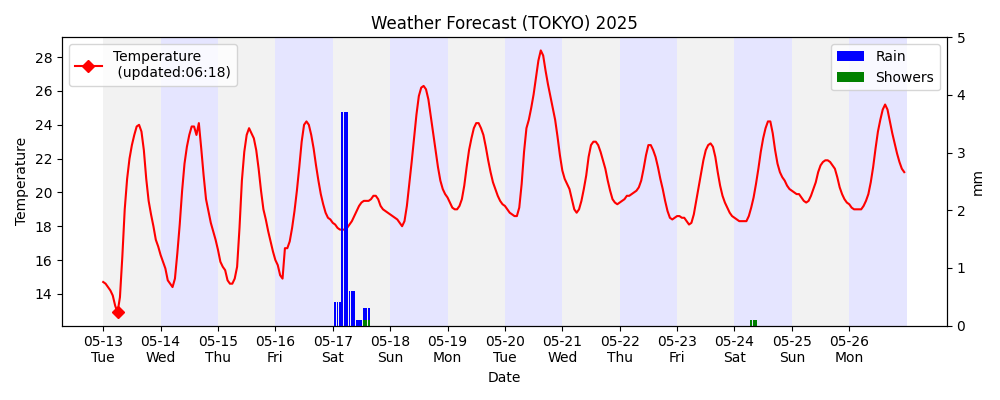 Weather Forecast (TOKYO) 2025
Temperature
(updated:06:18)
Rain
Showers
Temperature
28
26
24
22
20
18
16
14
5
4
3
2
1
0
mm
05-13 05-14 05-15 05-16 05-17 05-18 05-19 05-20 05-21 05-22 05-23 05-24 05-25 05-26
Tue Wed Thu Fri Sat Sun Mon Tue Wed Thu Fri Sat Sun Mon
Date